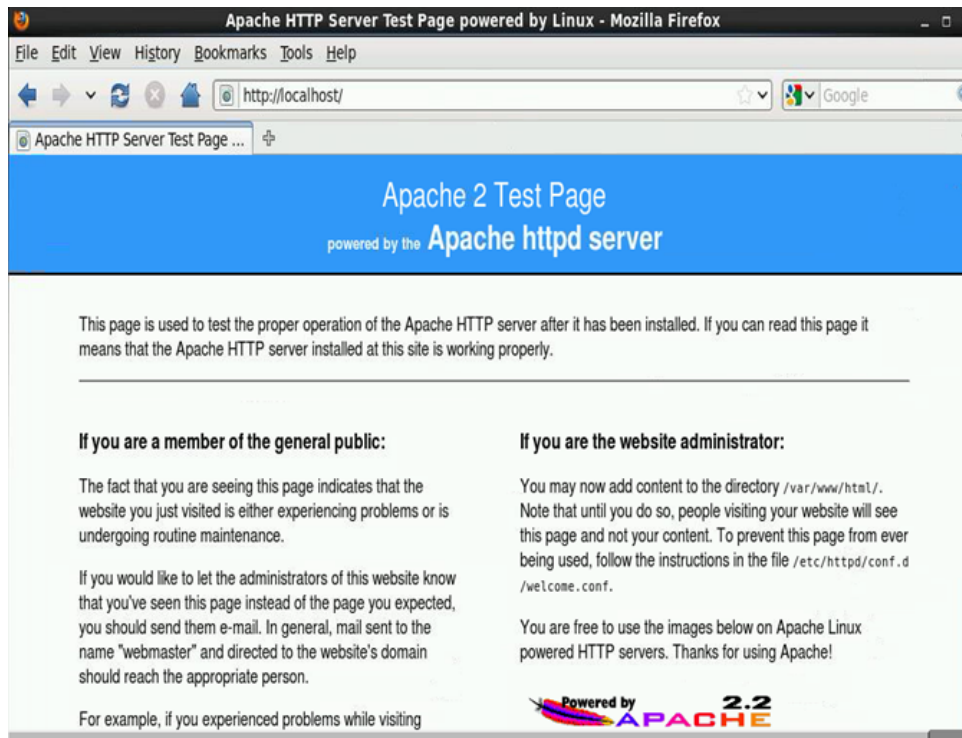 Apache HTTP Server Test Page powered by Linux - Mozilla Firefox
File Edit View History Bookmarks Tools Help
http://localhost/
Google
Apache HTTP Server Test Page ...
Apache 2 Test Page
powered by the Apache httpd server
This page is used to test the proper operation of the Apache HTTP server after it has been installed. If you can read this page it
means that the Apache HTTP server installed at this site is working properly.
If you are a member of the general public:
The fact that you are seeing this page indicates that the
website you just visited is either experiencing problems or is
undergoing routine maintenance.
If you would like to let the administrators of this website know
that you've seen this page instead of the page you expected,
you should send them e-mail. In general, mail sent to the
name "webmaster" and directed to the website's domain
should reach the appropriate person.
For example, if you experienced problems while visiting
If you are the website administrator:
You may now add content to the directory /var/www/html/.
Note that until you do so, people visiting your website will see
this page and not your content. To prevent this page from ever
being used, follow the instructions in the file /etc/httpd/conf.d
/welcome.conf.
You are free to use the images below on Apache Linux
powered HTTP servers. Thanks for using Apache!
Powered by 2.2
APACHE